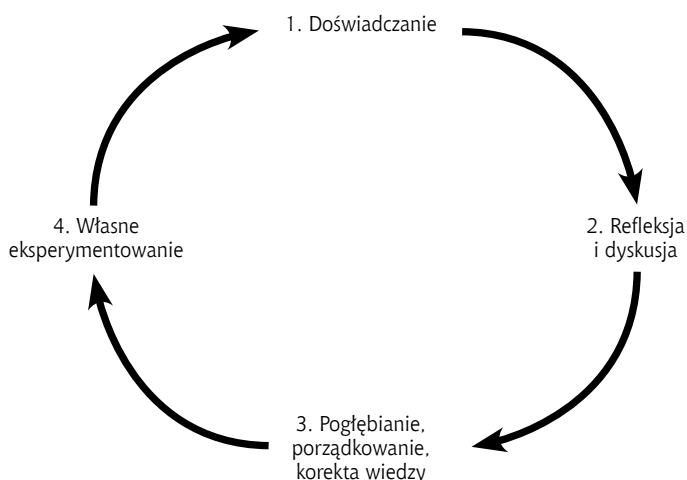 1. Doświadczanie
2. Refleksja
i dyskusja
3. Pogłębianie,
porządkowanie,
korekta wiedzy
4. Własne
eksperymentowanie